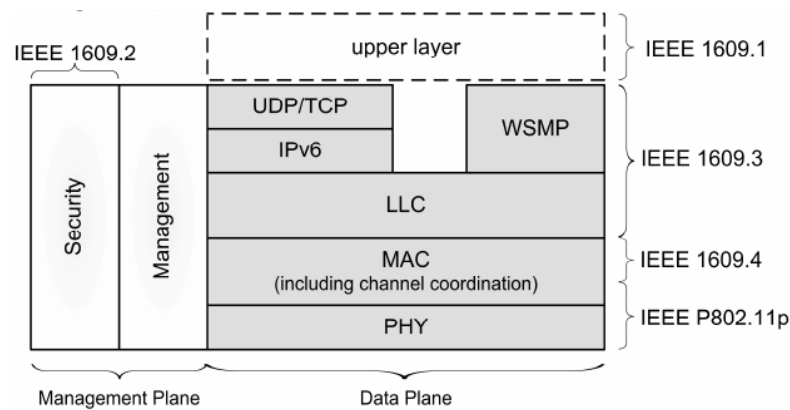 IEEE 1609.2
upper layer
IEEE 1609.1
UDP/TCP
IPv6
WSMP
IEEE 1609.3
LLC
Security
Management
MAC
(including channel coordination)
IEEE 1609.4
PHY
IEEE P802.11p
Management Plane
Data Plane